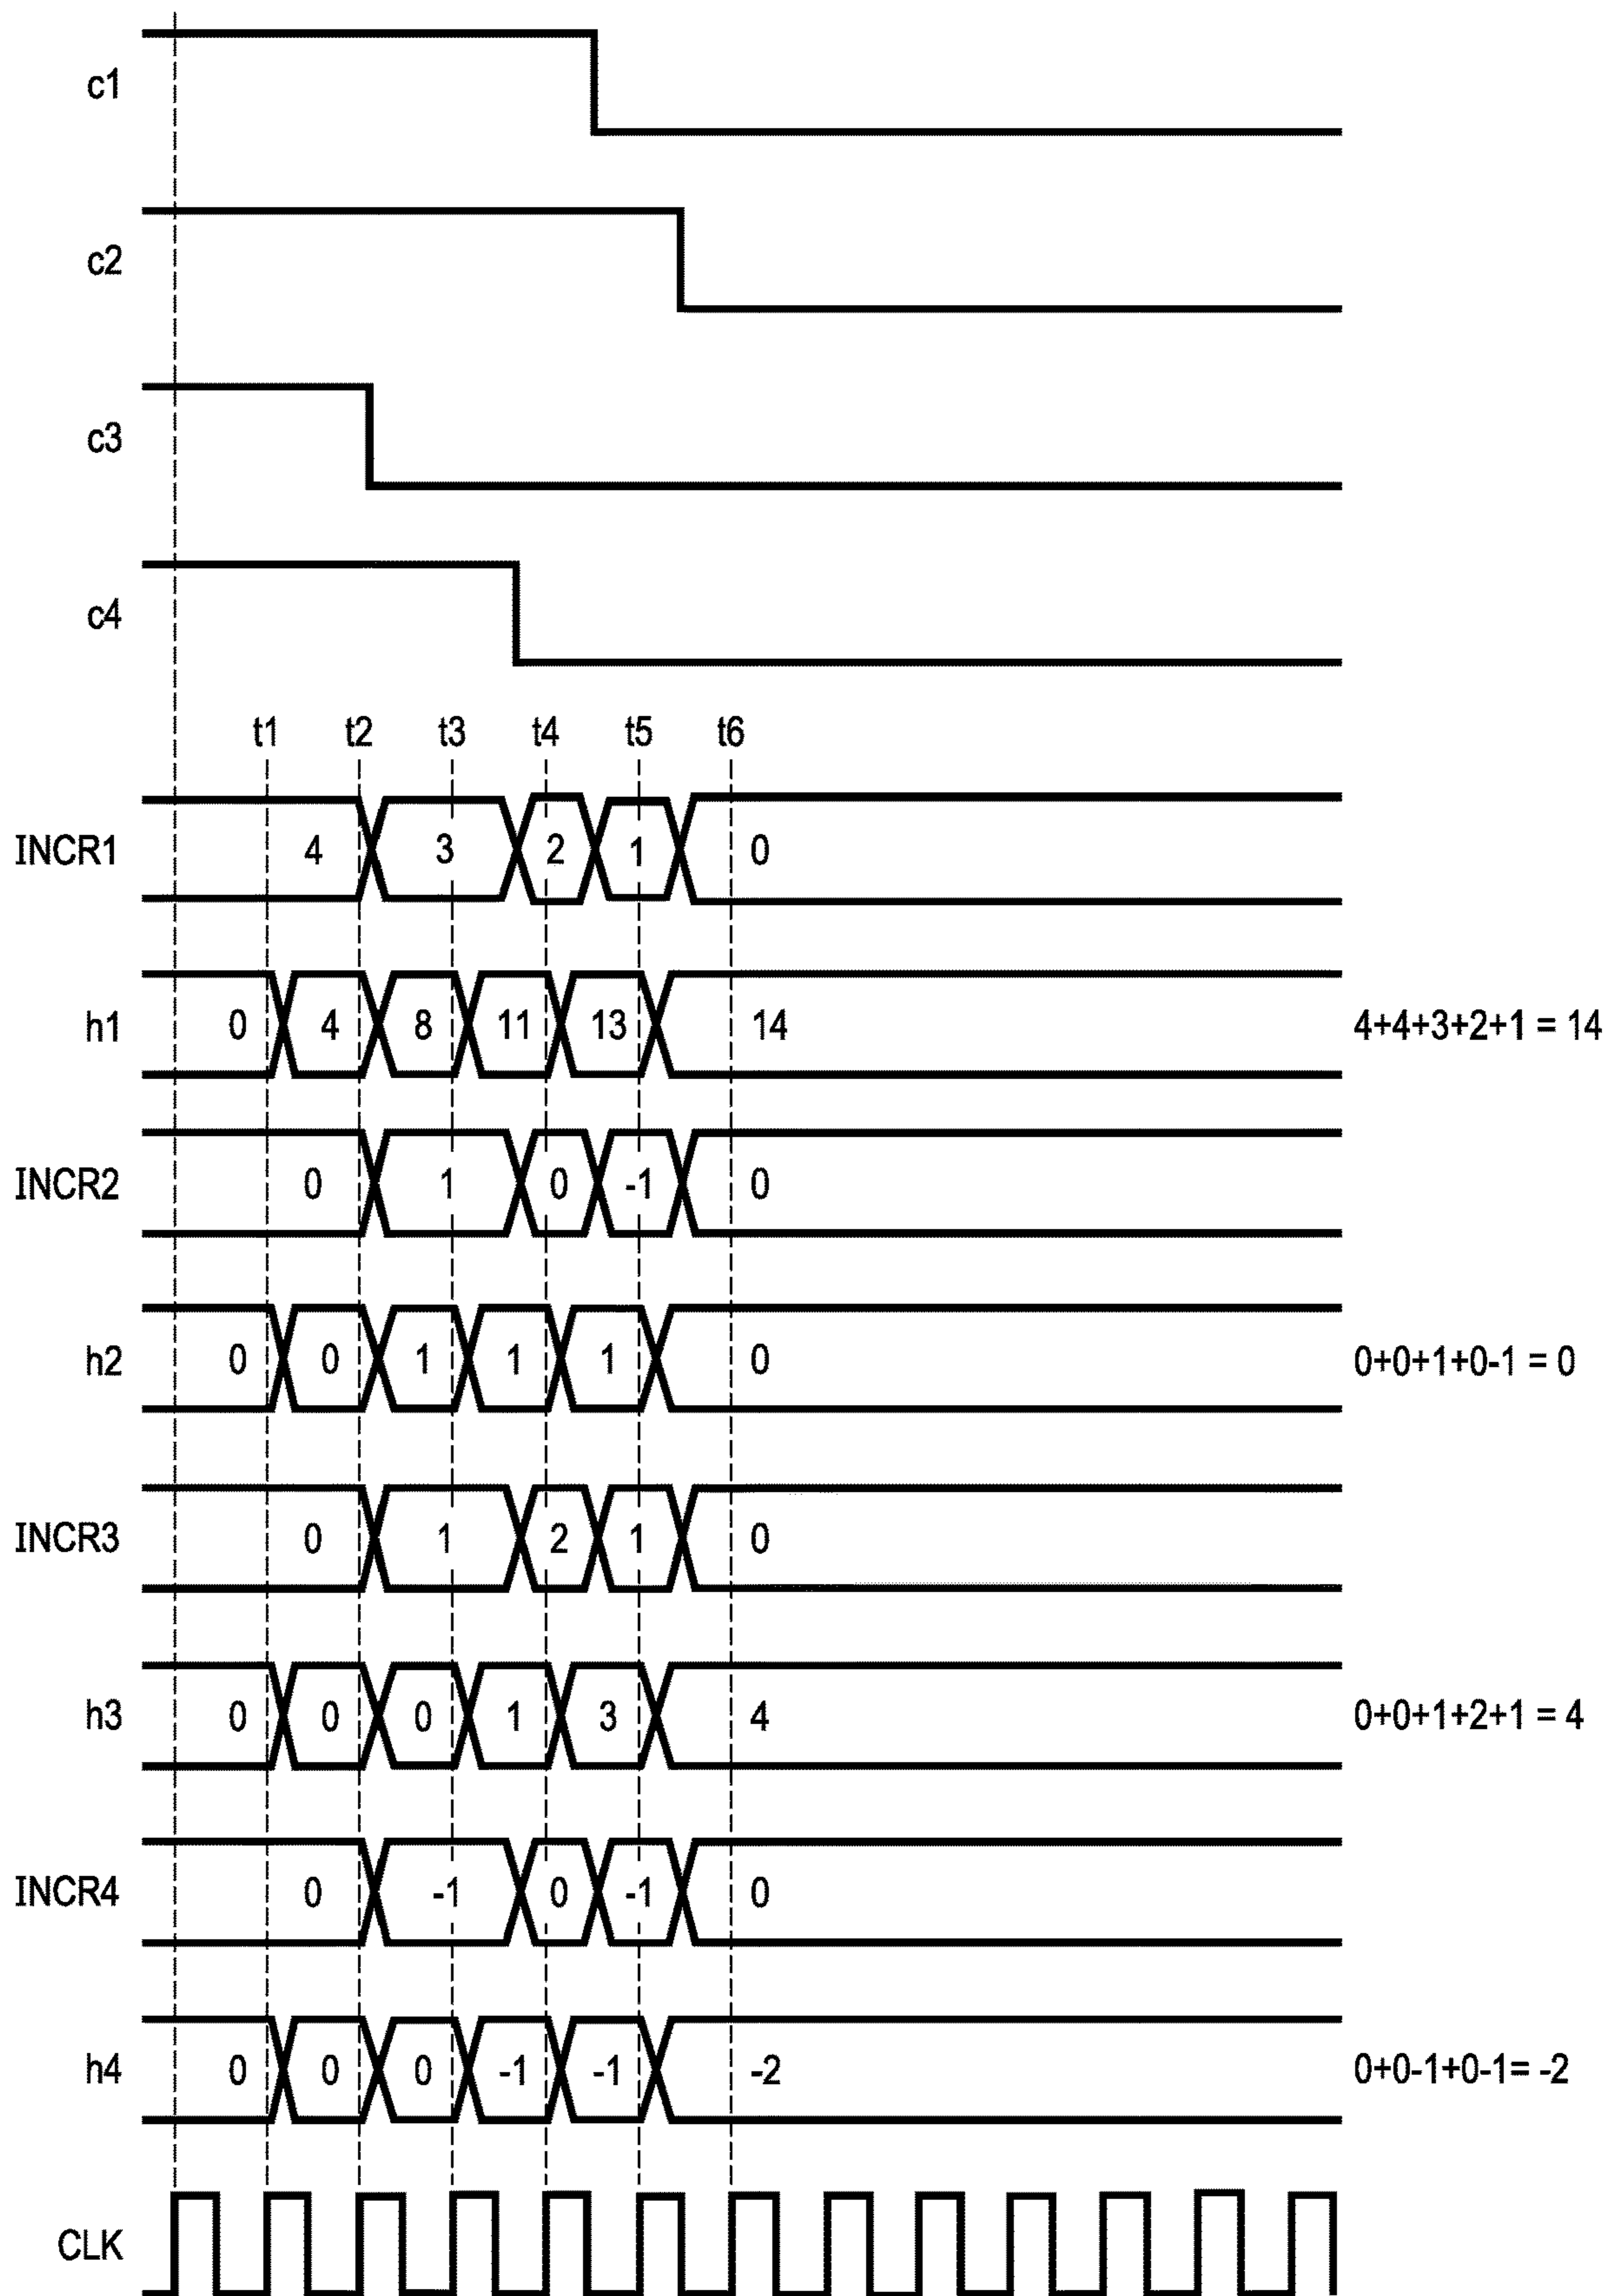 c1
c2
c3
c4
t1 t2 t3 t4 t5 t6
INCR1 4 3 2 1 0
h1 0 4 8 11 13 14 4+4+3+2+1 = 14
INCR2 0 1 0 -1 0
h2 0 0 1 1 1 0 0+0+1+0-1 = 0
INCR3 0 1 2 1 0
h3 0 0 0 1 3 4 0+0+1+2+1 = 4
INCR4 0 -1 0 -1 0
h4 0 0 0 -1 -1 -2 0+0-1+0-1= -2
CLK